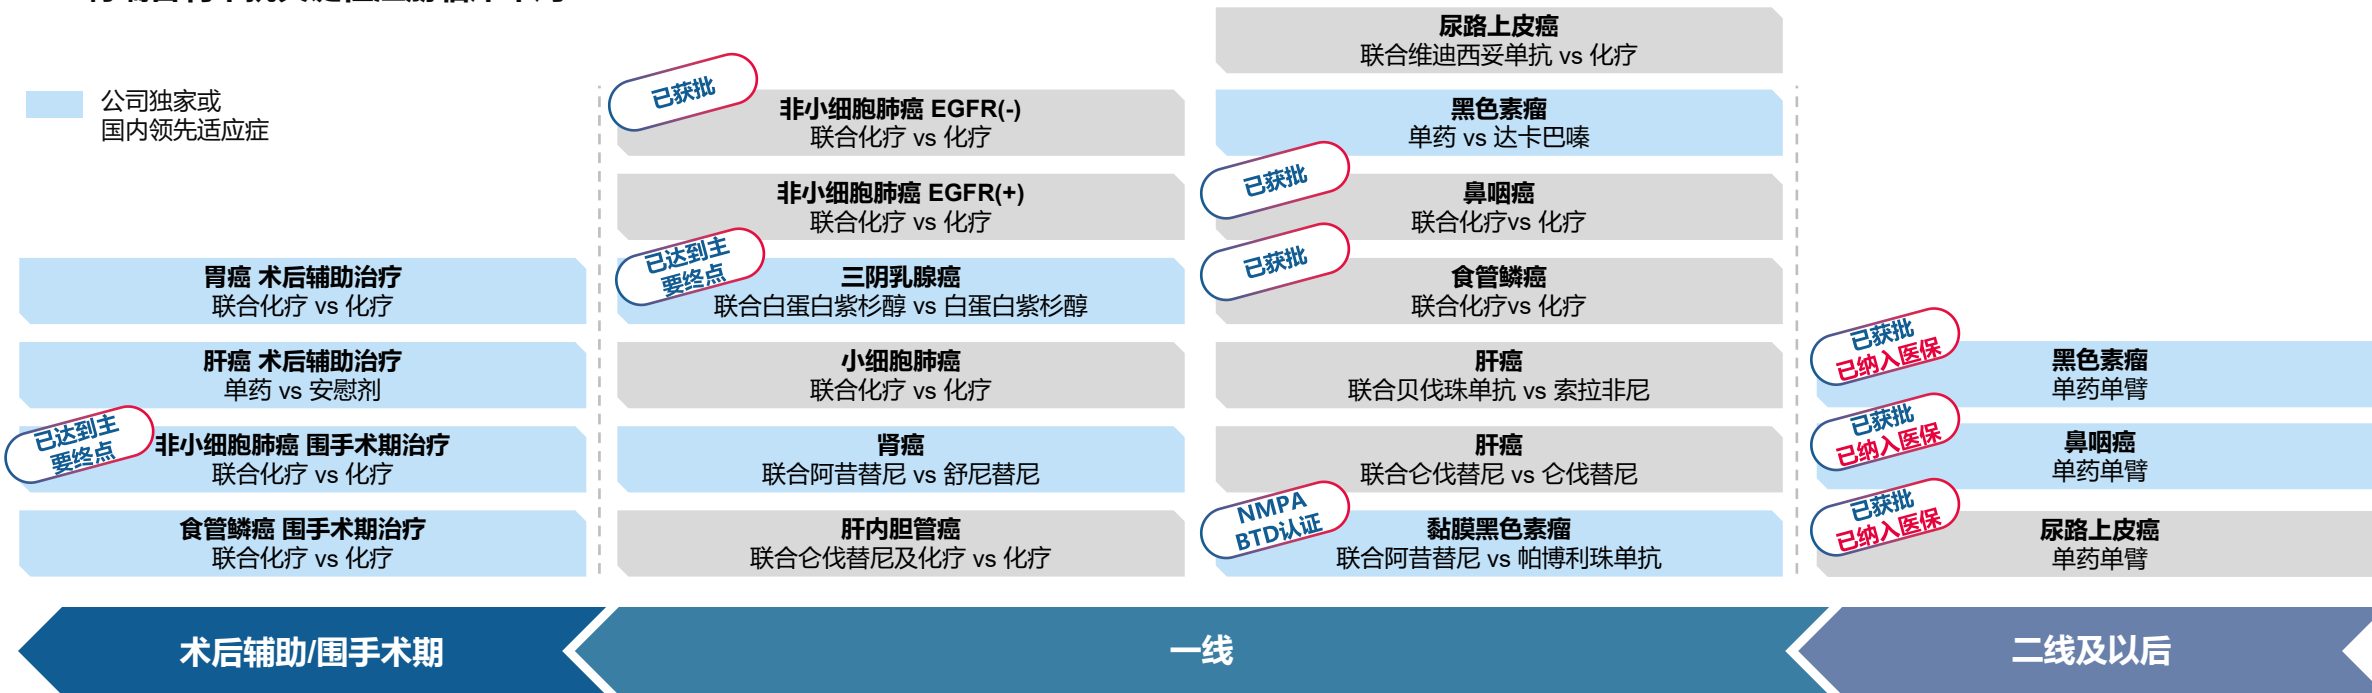 公司独家或
国内领先适应症
胃癌 术后辅助治疗
联合化疗 vs 化疗
肝癌 术后辅助治疗
单药 vs 安慰剂
已达到主
要终点
非小细胞肺癌 围手术期治疗
联合化疗 vs 化疗
食管鳞癌 围手术期治疗
联合化疗 vs 化疗
已获批
非小细胞肺癌 EGFR(-)
联合化疗 vs 化疗
非小细胞肺癌 EGFR(+)
联合化疗 vs 化疗
已达到主
要终点
三阴乳腺癌
联合白蛋白紫杉醇 vs 白蛋白紫杉醇
小细胞肺癌
联合化疗 vs 化疗
肾癌
联合阿昔替尼 vs 舒尼替尼
肝内胆管癌
联合仑伐替尼及化疗 vs 化疗
尿路上皮癌
联合维迪西妥单抗 vs 化疗
黑色素瘤
单药 vs 达卡巴嗪
已获批
鼻咽癌
联合化疗vs 化疗
已获批
食管鳞癌
联合化疗vs 化疗
肝癌
联合贝伐珠单抗 vs 索拉非尼
肝癌
联合仑伐替尼 vs 仑伐替尼
NMPA
BTD认证
黏膜黑色素瘤
联合阿昔替尼 vs 帕博利珠单抗
已获批
已纳入医保
黑色素瘤
单药单臂
已获批
已纳入医保
鼻咽癌
单药单臂
已获批
已纳入医保
尿路上皮癌
单药单臂
术后辅助/围手术期
一线
二线及以后